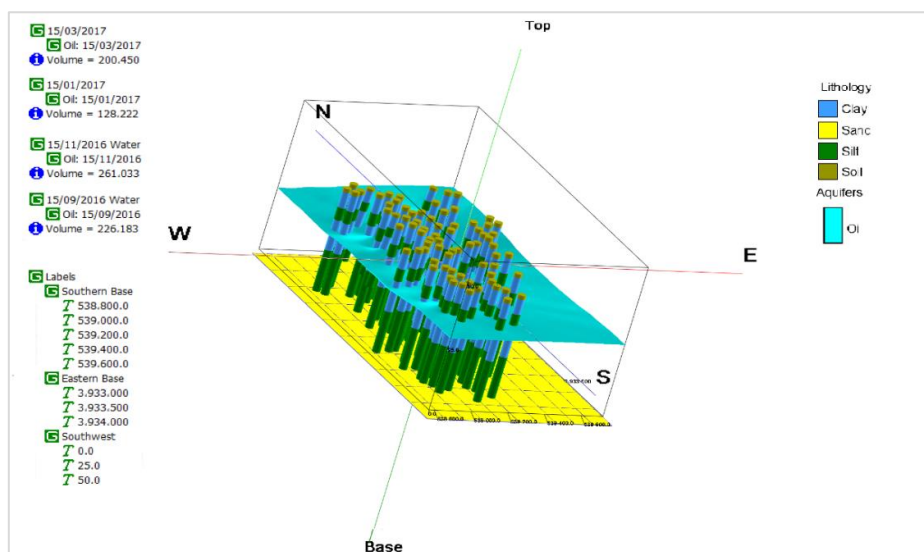 15/03/2017
Oil: 15/03/2017
Volume = 200.450
15/01/2017
Oil: 15/01/2017
Volume = 128.222
15/11/2016 Water
Oil: 15/11/2016
Volume = 261.033
15/09/2016 Water
Oil: 15/09/2016
Volume = 226.183
Labels
Southern Base
538.800.0
539.000.0
539.200.0
539.400.0
539.600.0
Eastern Base
3.933.000
3.933.500
3.934.000
Southwest
0.0
25.0
50.0
Top
N
W
E
S
Base
Lithology
Clay
Sand
Silt
Soil
Aquifers
Oi
0.0